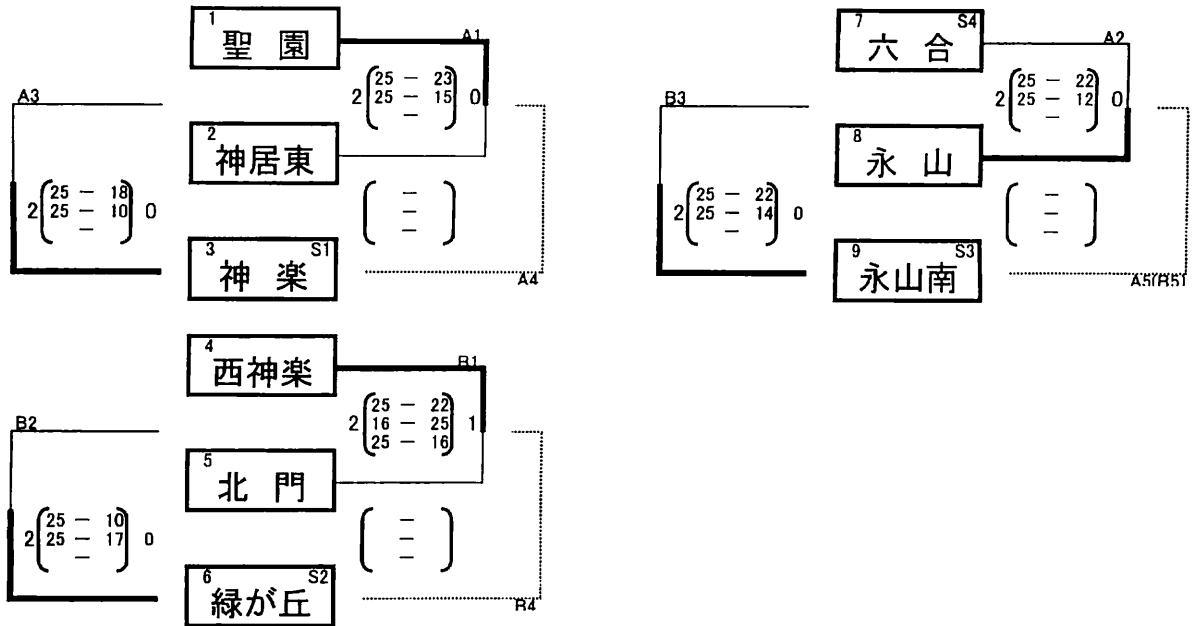 1
聖園
A1
25 - 23
2 25 - 15 0
-
A3
2
神居東
25 - 18
2 25 - 10 0
-
-
-
-
3 S1
神楽
A4
4
西神楽
B1
25 - 22
2 16 - 25 1
25 - 16
B2
5
北門
25 - 10
2 25 - 17 0
-
-
-
-
6 S2
緑が丘
B4
7 S4
六合
A2
25 - 22
2 25 - 12 0
-
B3
8
永山
25 - 22
2 25 - 14 0
-
-
-
-
9 S3
永山南
A5(B5)